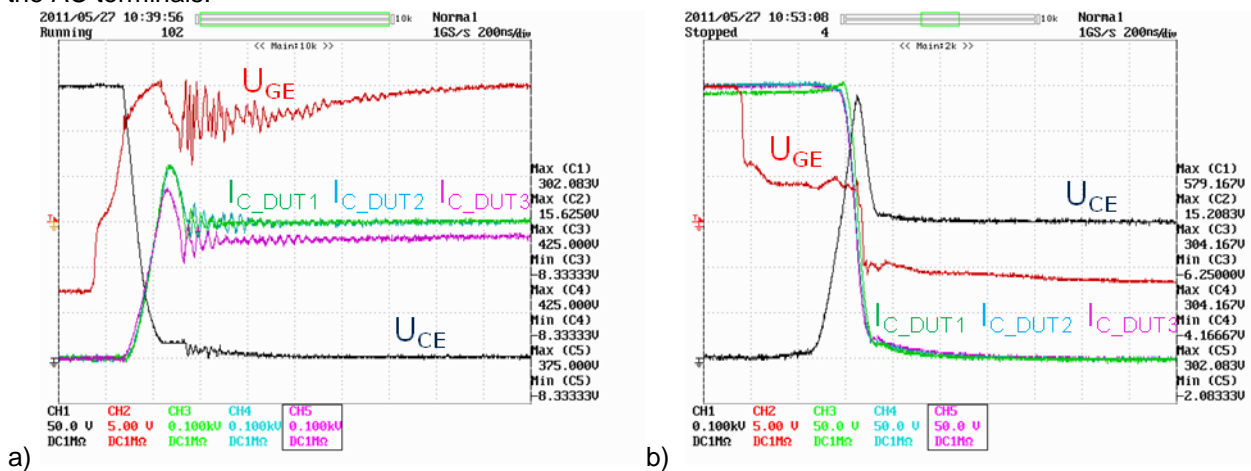 the AC terminals.
2011/05/27 10:39:56
10k
Normal
Running
102
1GS/s 200ns/div
<< Main:10k >>
UGE
IC_DUT1 IC_DUT2 IC_DUT3
UCE
Max (C1)
302.083V
Max (C2)
15.6250V
Max (C3)
425.000V
Min (C3)
-8.33333V
Max (C4)
425.000V
Min (C4)
-8.33333V
Max (C5)
375.000V
Min (C5)
-8.33333V
CH1 CH2 CH3 CH4 CH5
50.0 V 5.00 V 0.100kV 0.100kV 0.100kV
DC1MΩ DC1MΩ DC1MΩ DC1MΩ DC1MΩ
a)
2011/05/27 10:53:08
10k
Normal
Stopped
4
1GS/s 200ns/div
<< Main:2k >>
UGE
UCE
IC_DUT1 IC_DUT2 IC_DUT3
Max (C1)
579.167V
Max (C2)
15.2083V
Max (C3)
304.167V
Min (C3)
-6.25000V
Max (C4)
304.167V
Min (C4)
-4.16667V
Max (C5)
302.083V
Min (C5)
-2.08333V
CH1 CH2 CH3 CH4 CH5
0.100kV 5.00 V 50.0 V 50.0 V 50.0 V
DC1MΩ DC1MΩ DC1MΩ DC1MΩ DC1MΩ
b)